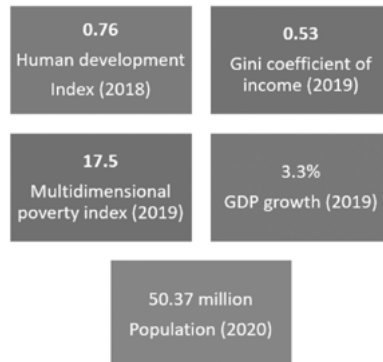 0.76
Human development
Index (2018)
0.53
Gini coefficient of
income (2019)
17.5
Multidimensional
poverty index (2019)
3.3%
GDP growth (2019)
50.37 million
Population (2020)